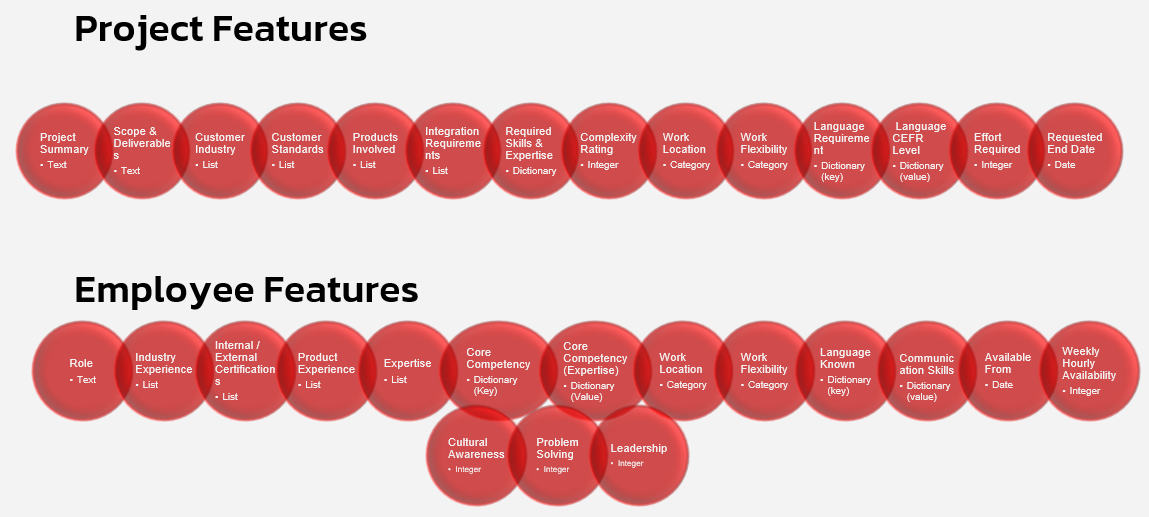 Project Features
Project
Summary
• Text
Scope &
Deliverable
s
• Text
Customer
Industry
• List
Customer
Standards
• List
Products
Involved
• List
Integration
Requireme
nts
• List
Required
Skills &
Expertise
• Dictionary
Complexity
Rating
• Integer
Work
Location
• Category
Work
Flexibility
• Category
Language
Requireme
nt
• Dictionary
(key)
Language
CEFR
Level
• Dictionary
(value)
Effort
Required
• Integer
Requested
End Date
• Date
Employee Features
Role
• Text
Industry
Experience
• List
Internal /
External
Certification
s
• List
Product
Experience
• List
Expertise
• List
Core
Competency
• Dictionary
(Key)
Core
Competency
(Expertise)
• Dictionary
(Value)
Work
Location
• Category
Work
Flexibility
• Category
Language
Known
• Dictionary
(key)
Communic
ation Skills
• Dictionary
(value)
Available
From
• Date
Weekly
Hourly
Availability
• Integer
Cultural
Awareness
• Integer
Problem
Solving
• Integer
Leadership
• Integer